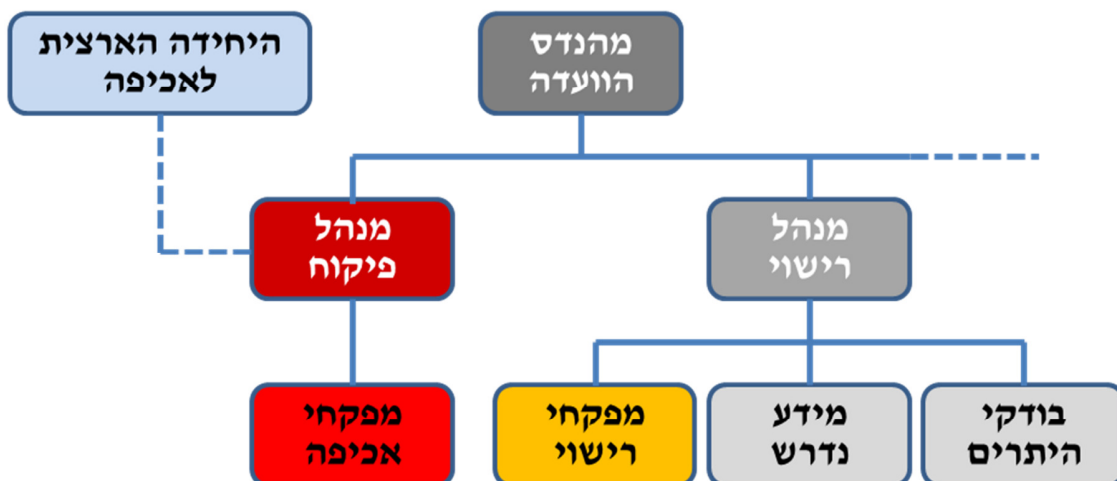 מהנדס
הוועדה
היחידה הארצית
לאכיפה
מנהל
רישוי
מנהל
פיקוח
בודקי
היתרים
מידע
נדרש
מפקחי
רישוי
מפקחי
אכיפה